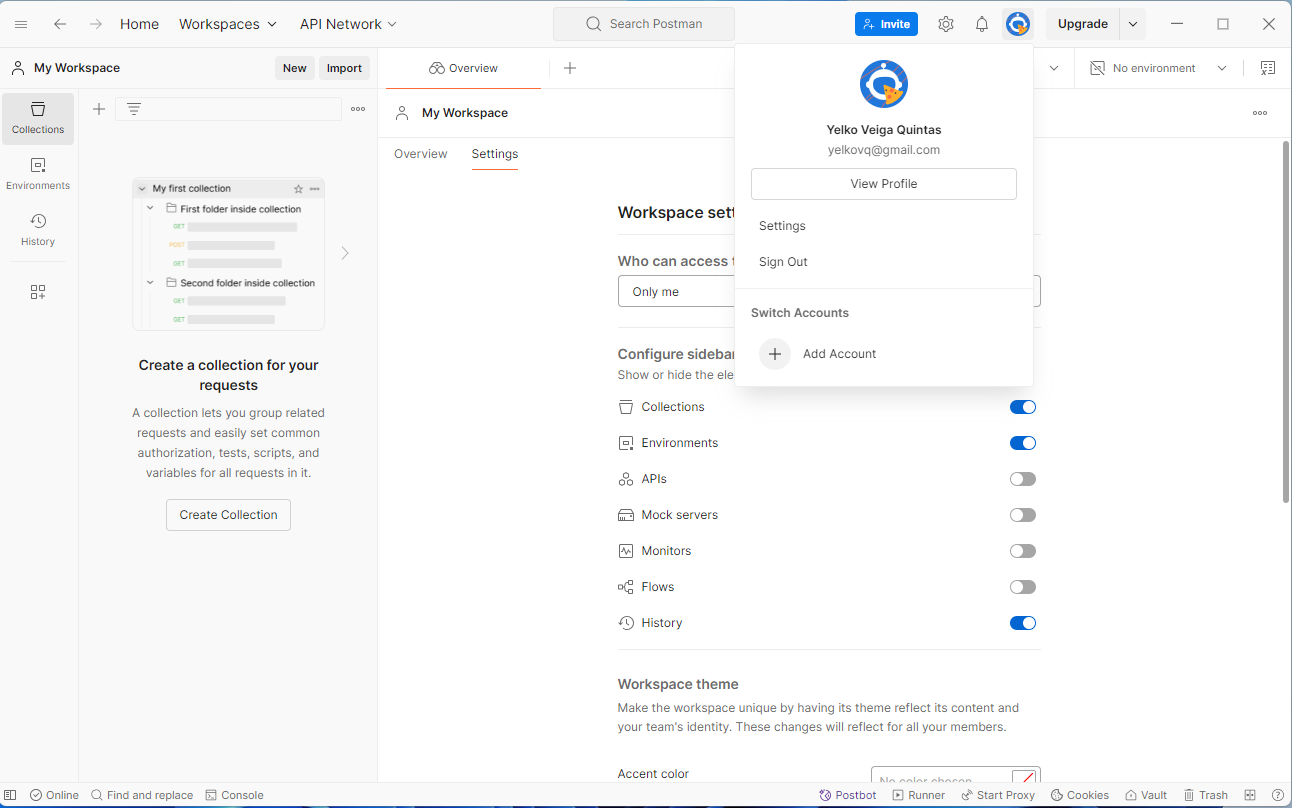 Home
Workspaces
API Network
Search Postman
Invite
Upgrade
My Workspace
New
Import
Overview
No environment
Collections
Environments
History
My first collection
First folder inside collection
GET
POST
GET
Second folder inside collection
GET
GET
Create a collection for your
requests
A collection lets you group related
requests and easily set common
authorization, tests, scripts, and
variables for all requests in it.
Create Collection
My Workspace
Overview
Settings
Workspace sett
Who can access t
Only me
Configure sidebar
Show or hide the ele
Collections
Environments
APIs
Mock servers
Monitors
Flows
History
Workspace theme
Make the workspace unique by having its theme reflect its content and
your team's identity. These changes will reflect for all your members.
Accent color
No color chosen
Yelko Veiga Quintas
yelkovq@gmail.com
View Profile
Settings
Sign Out
Switch Accounts
Add Account
Online
Find and replace
Console
Postbot
Runner
Start Proxy
Cookies
Vault
Trash